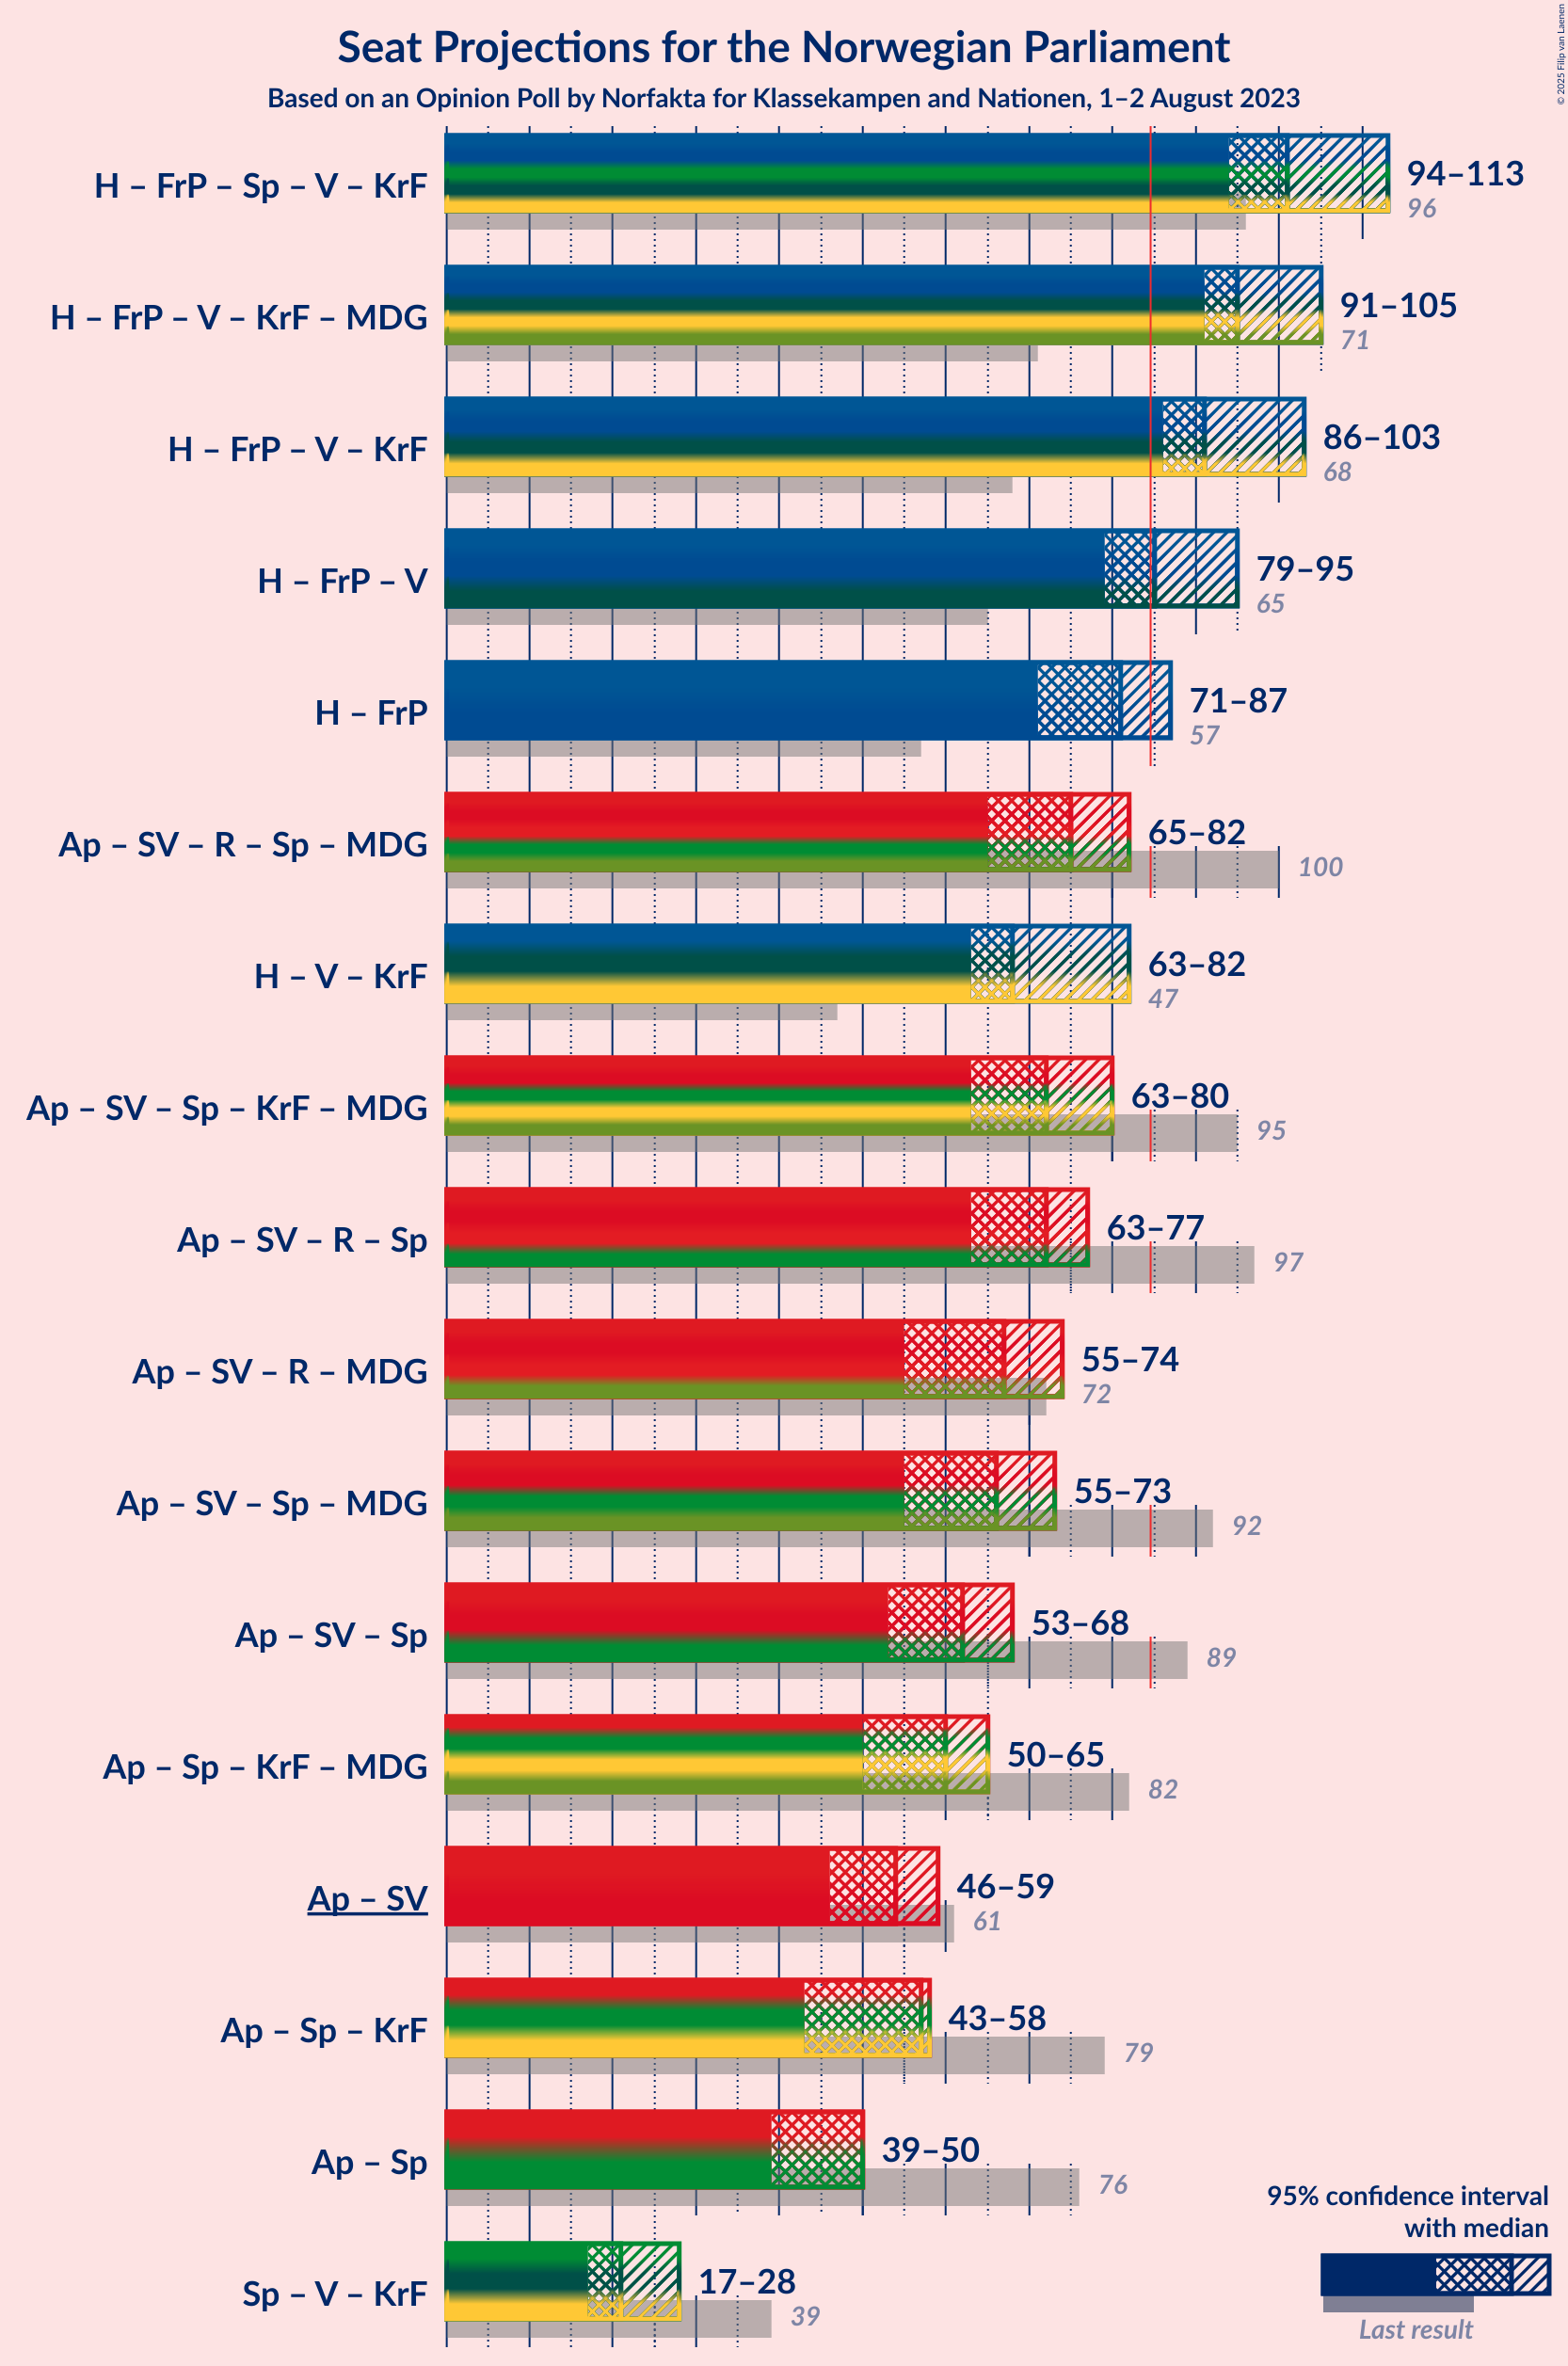 Seat Projections for the Norwegian Parliament
Based on an Opinion Poll by Norfakta for Klassekampen and Nationen, 1–2 August 2023
© 2025 Filip van Laenen
H – FrP – Sp – V – KrF
94–113
96
H – FrP – V – KrF – MDG
91–105
71
H – FrP – V – KrF
86–103
68
H – FrP – V
79–95
65
H – FrP
71–87
57
Ap – SV – R – Sp – MDG
65–82
100
H – V – KrF
63–82
47
Ap – SV – Sp – KrF – MDG
63–80
95
Ap – SV – R – Sp
63–77
97
Ap – SV – R – MDG
55–74
72
Ap – SV – Sp – MDG
55–73
92
Ap – SV – Sp
53–68
89
Ap – Sp – KrF – MDG
50–65
82
Ap – SV
46–59
61
Ap – Sp – KrF
43–58
79
Ap – Sp
39–50
76
Sp – V – KrF
17–28
39
95% confidence interval
with median
Last result